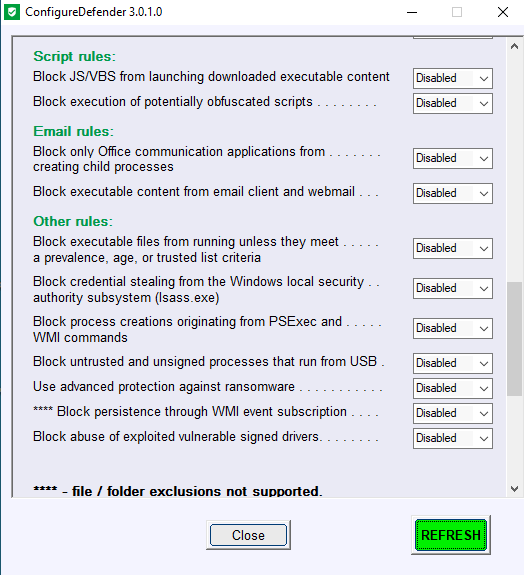 ConfigureDefender 3.0.1.0
Script rules:
Block JS/VBS from launching downloaded executable content
Disabled
Block execution of potentially obfuscated scripts . . . . . . . .
Disabled
Email rules:
Block only Office communication applications from . . . . . . .
creating child processes
Disabled
Block executable content from email client and webmail . . .
Disabled
Other rules:
Block executable files from running unless they meet . . . . .
a prevalence, age, or trusted list criteria
Disabled
Block credential stealing from the Windows local security . .
authority subsystem (lsass.exe)
Disabled
Block process creations originating from PSExec and . . . . .
WMI commands
Disabled
Block untrusted and unsigned processes that run from USB .
Disabled
Use advanced protection against ransomware . . . . . . . . . . .
Disabled
**** Block persistence through WMI event subscription . . . .
Disabled
Block abuse of exploited vulnerable signed drivers. . . . . . . .
Disabled
**** - file / folder exclusions not supported.
Close
REFRESH